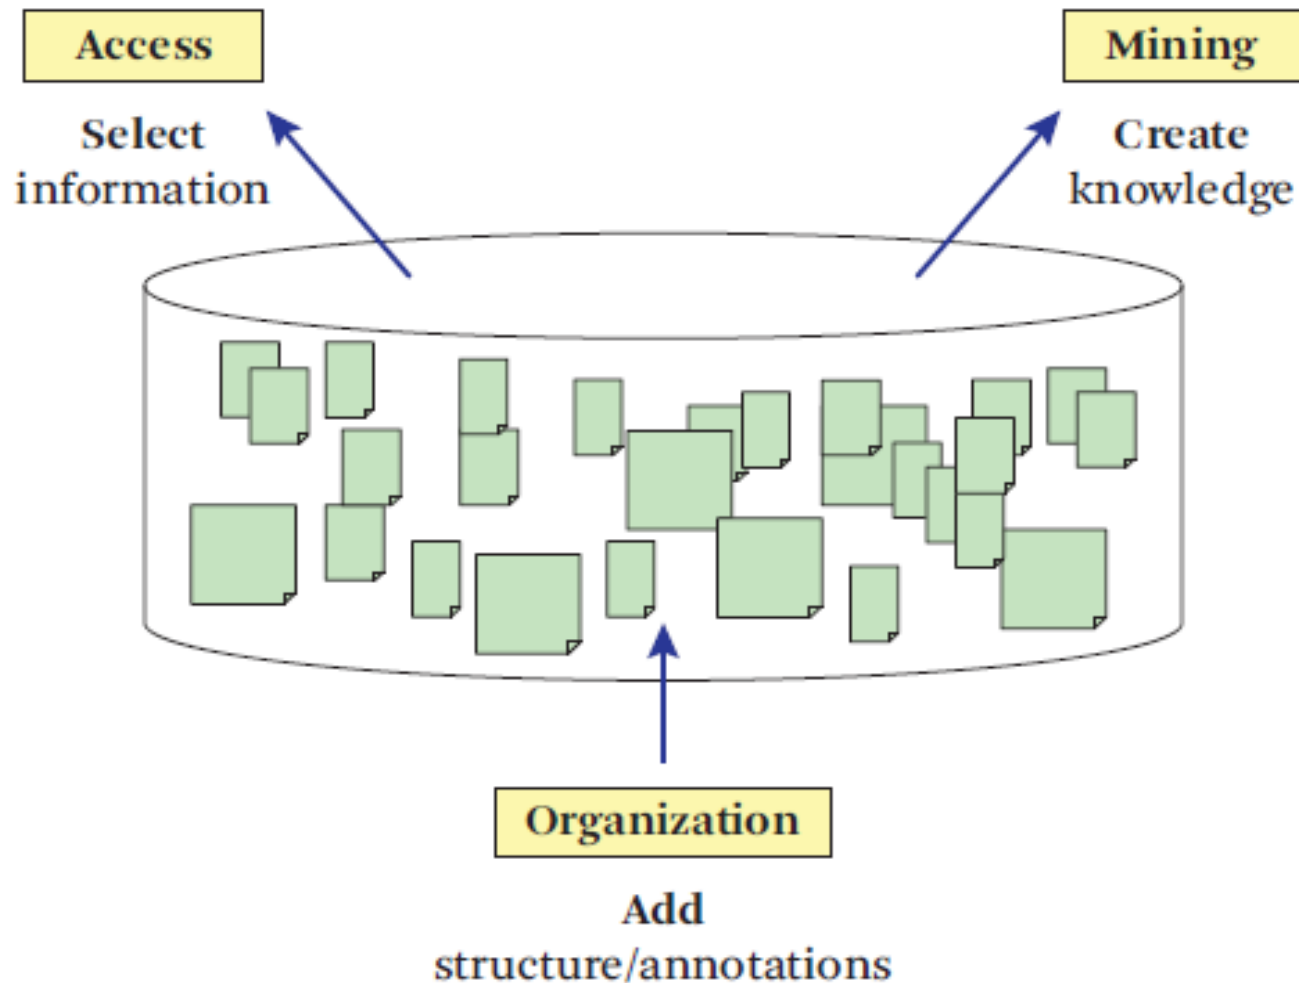 Access
Mining
Select
information
Create
knowledge
Organization
Add
structure/annotations